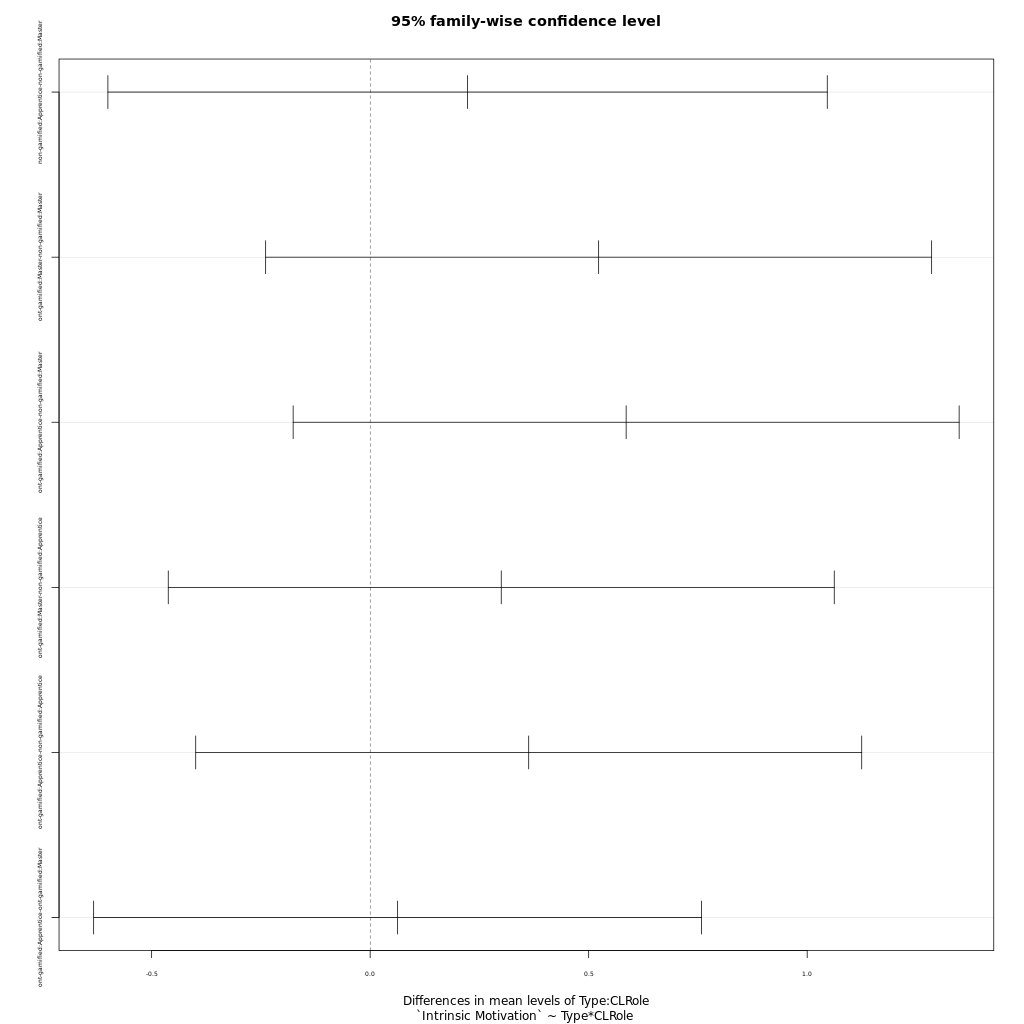 95% family-wise confidence level
non-gamified:Apprentice-non-gamified:Master
ont-gamified:Master-non-gamified:Master
ont-gamified:Apprentice-non-gamified:Master
ont-gamified:Master-non-gamified:Apprentice
ont-gamified:Apprentice-non-gamified:Apprentice
ont-gamified:Apprentice-ont-gamified:Master
-0.5 0.0 0.5 1.0
Differences in mean levels of Type:CLRole
`Intrinsic Motivation` ~ Type*CLRole